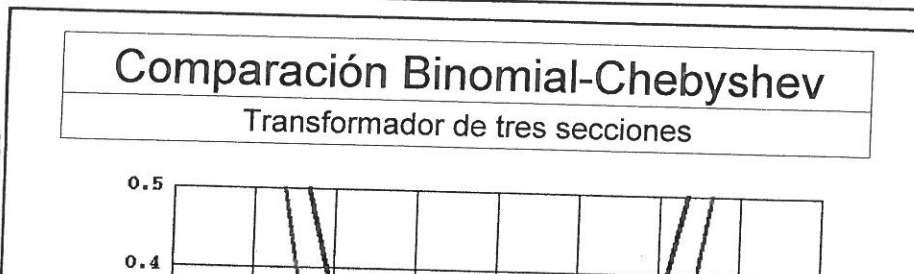 Comparación Binomial-Chebyshev
Transformador de tres secciones
0.5
0.4